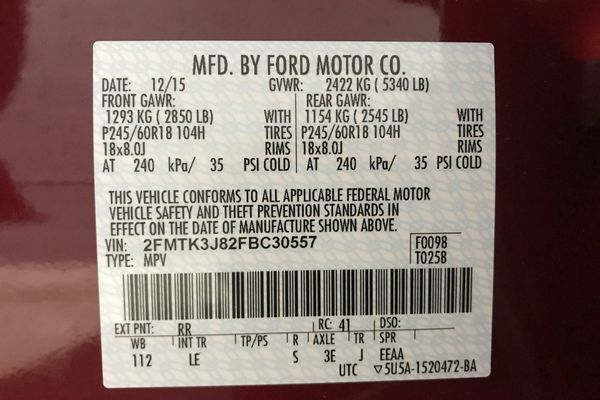 MFD. BY FORD MOTOR CO.
DATE: 12/15 GVWR: 2422 KG ( 5340 LB)
FRONT GAWR: REAR GAWR:
1293 KG ( 2850 LB) WITH 1154 KG ( 2545 LB) WITH
P245/60R18 104H TIRES P245/60R18 104H TIRES
18x8.0J RIMS 18x8.0J RIMS
AT 240 kPa/ 35 PSI COLD AT 240 kPa/ 35 PSI COLD
THIS VEHICLE CONFORMS TO ALL APPLICABLE FEDERAL MOTOR
VEHICLE SAFETY AND THEFT PREVENTION STANDARDS IN
EFFECT ON THE DATE OF MANUFACTURE SHOWN ABOVE.
VIN: 2FMTK3J82FBC30557 F0098
TYPE: MPV T0258
EXT PNT: RR RC: 41 DSO:
WB INT TR TP/PS R AXLE TR SPR
112 LE S 3E J EEAA
UTC ▽5U5A-1520472-BA